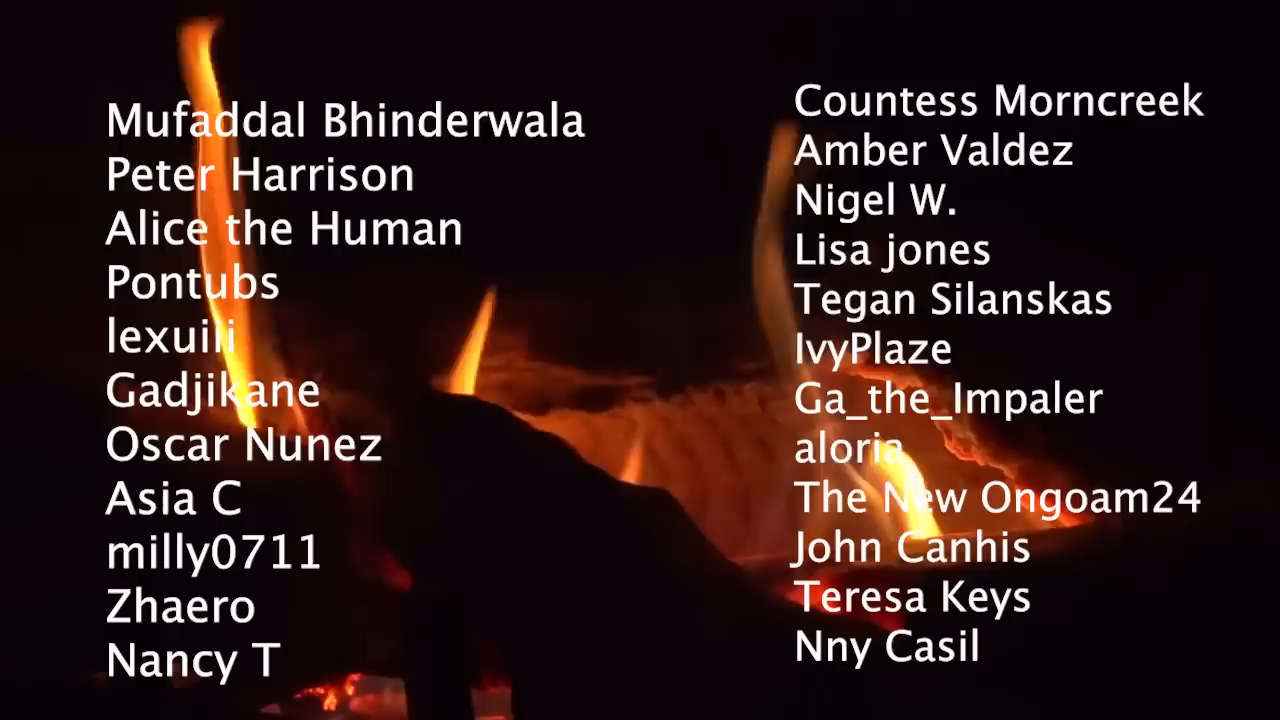 Mufaddal Bhinderwala
Peter Harrison
Alice the Human
Pontubs
lexuiii
Gadjikane
Oscar Nunez
Asia C
milly0711
Zhaero
Nancy T
Countess Morncreek
Amber Valdez
Nigel W.
Lisa jones
Tegan Silanskas
IvyPlaze
Ga_the_Impaler
aloria
The New Ongoam24
John Canhis
Teresa Keys
Nny Casil